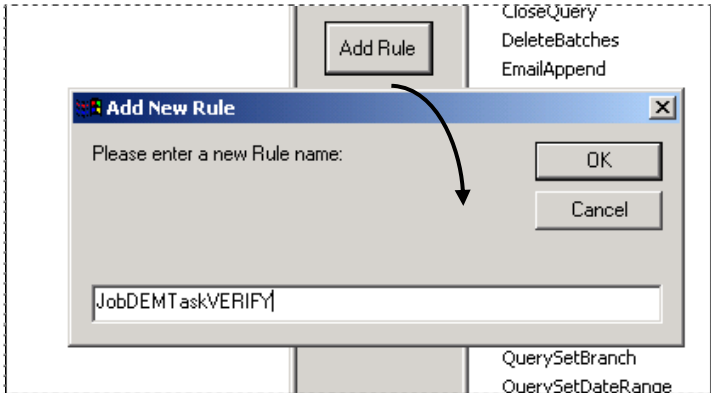 CloseQuery
Add Rule
DeleteBatches
EmailAppend
Add New Rule
Please enter a new Rule name:
OK
Cancel
JobDEMTaskVERIFY
QuerySetBranch
QuerySetDateRange